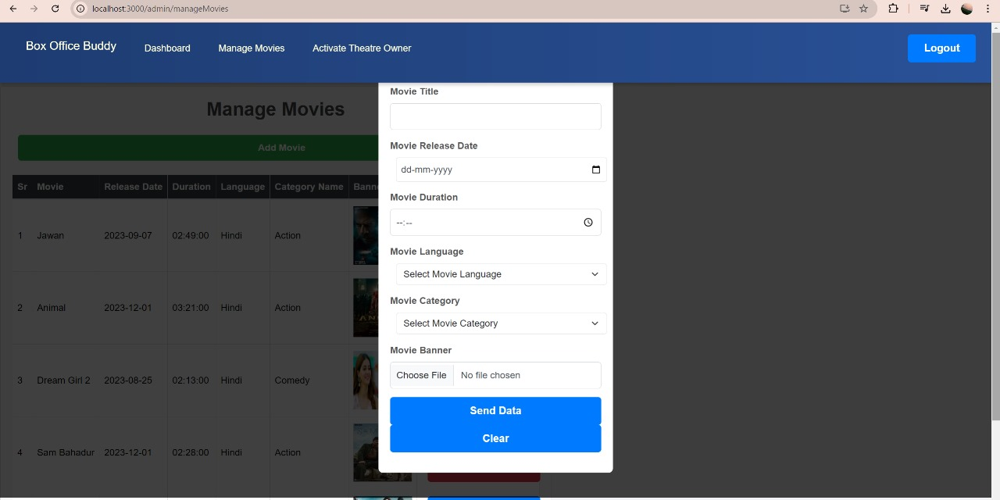 localhost:3000/admin/manageMovies
Box Office Buddy Dashboard Manage Movies Activate Theatre Owner Logout
Manage Movies
Add Movie
Sr Movie Release Date Duration Language Category Name
1 Jawan 2023-09-07 02:49:00 Hindi Action
2 Animal 2023-12-01 03:21:00 Hindi Action
3 Dream Girl 2 2023-08-25 02:13:00 Hindi Comedy
4 Sam Bahadur 2023-12-01 02:28:00 Hindi Action
Movie Title
Movie Release Date
dd-mm-yyyy
Movie Duration
--:--
Movie Language
Select Movie Language
Movie Category
Select Movie Category
Movie Banner
Choose File No file chosen
Send Data
Clear